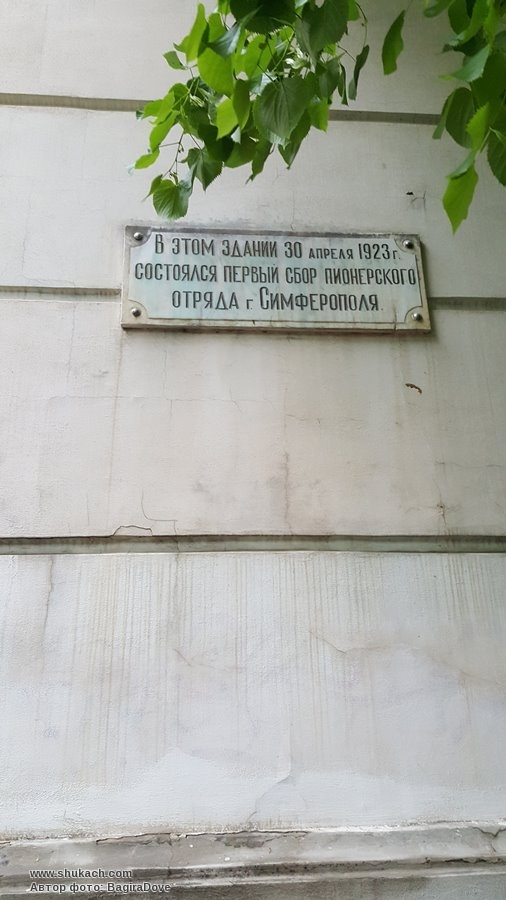 В ЭТОМ ЗДАНИИ 30 АПРЕЛЯ 1923 г.
СОСТОЯЛСЯ ПЕРВЫЙ СБОР ПИОНЕРСКОГО
ОТРЯДА г. СИМФЕРОПОЛЯ.
www.shukach.com
Автор фото: BagiraDove